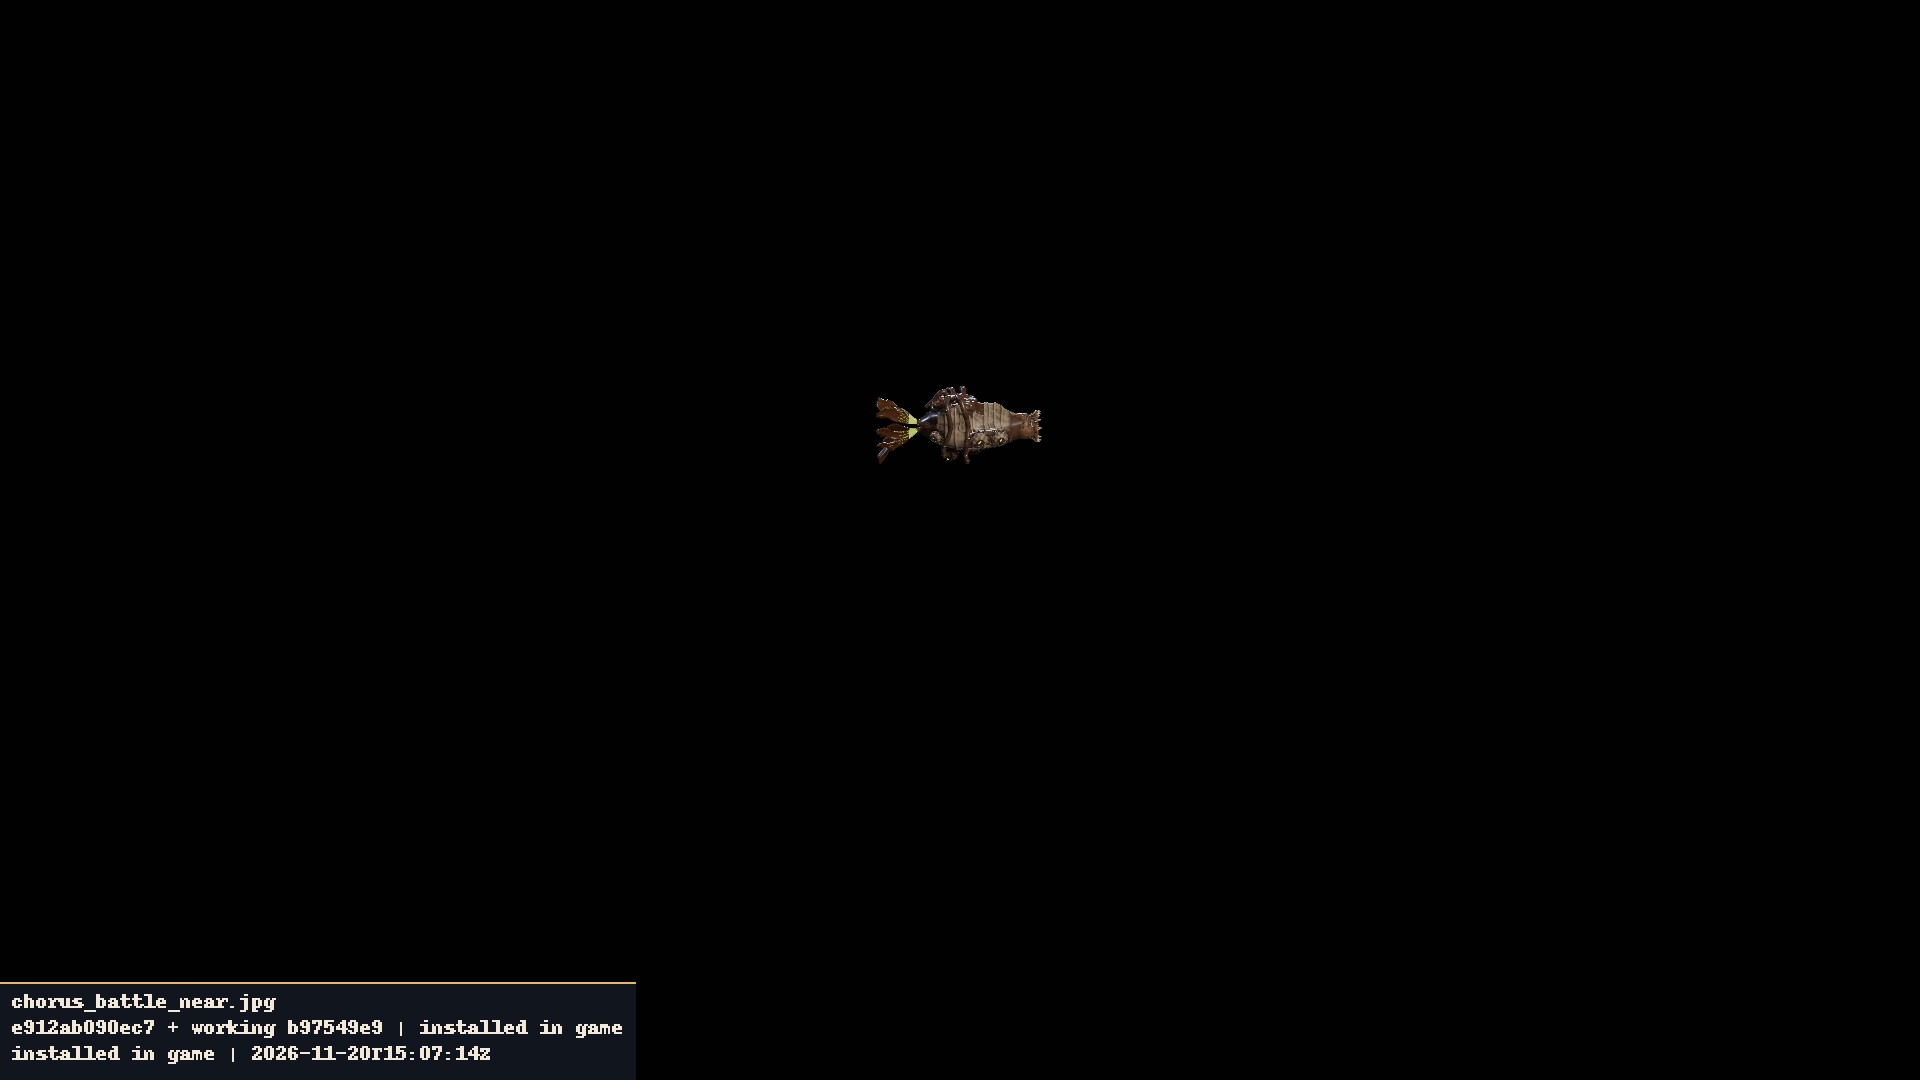 chorus_battle_near.jpg
e912ab090ec7 + working b97549e9 | installed in game
installed in game | 2026-11-20T15:07:14Z